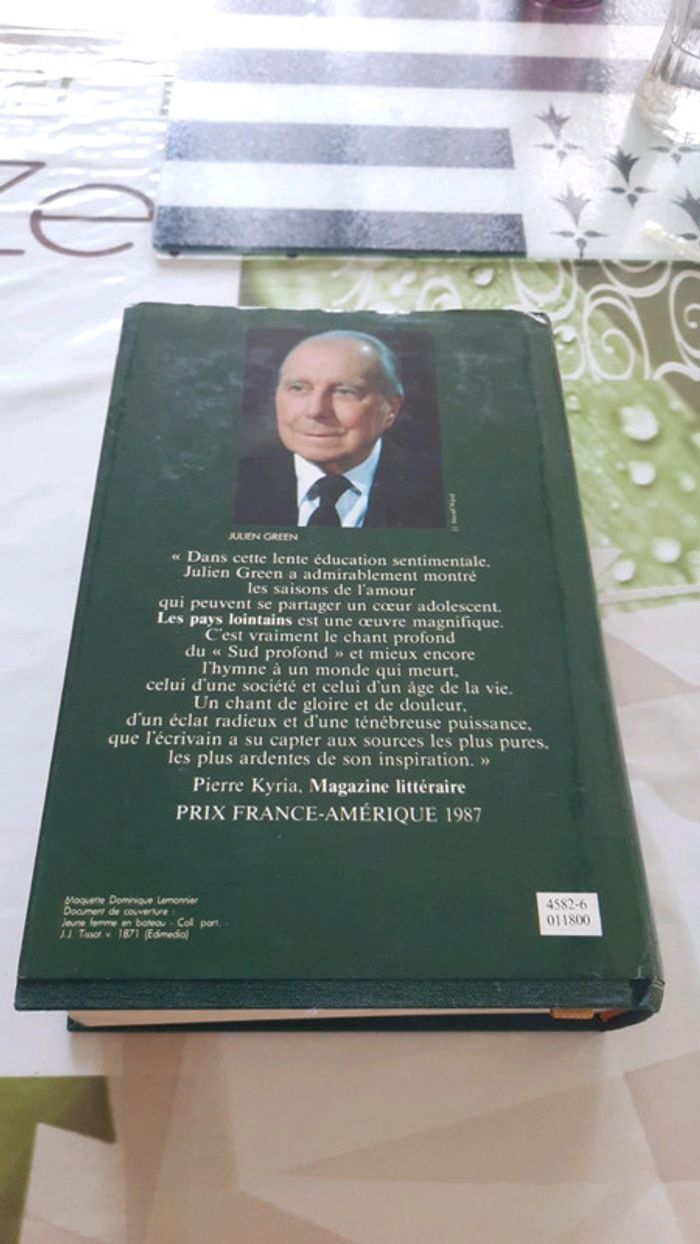 ze
JULIEN GREEN
« Dans cette lente éducation sentimentale,
Julien Green a admirablement montré
les saisons de l'amour
qui peuvent se partager un cœur adolescent.
Les pays lointains est une œuvre magnifique.
C'est vraiment le chant profond
du « Sud profond » et mieux encore
l'hymne à un monde qui meurt,
celui d'une société et celui d'un âge de la vie.
Un chant de gloire et de douleur,
d'un éclat radieux et d'une ténébreuse puissance,
que l'écrivain a su capter aux sources les plus pures,
les plus ardentes de son inspiration. »
Pierre Kyria, Magazine littéraire
PRIX FRANCE-AMÉRIQUE 1987
Maquette Dominique Lemonnier
Document de couverture :
Jeune femme en bateau - Coll. part.
J.J. Tissot v. 1871 (Edimedia)
4582-6
011800